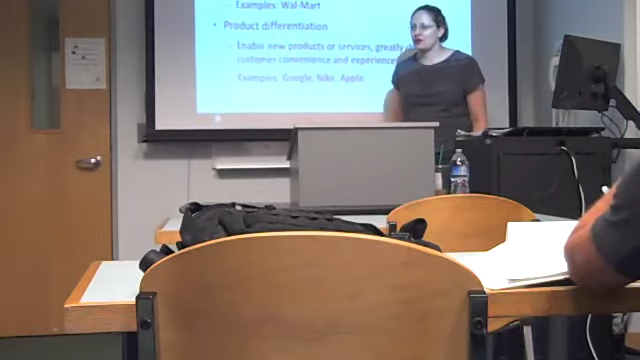 - Examples: Wal-Mart
• Product differentiation
- Enable new products or services, greatly
customer convenience and experience
Examples: Google, Nike, Apple